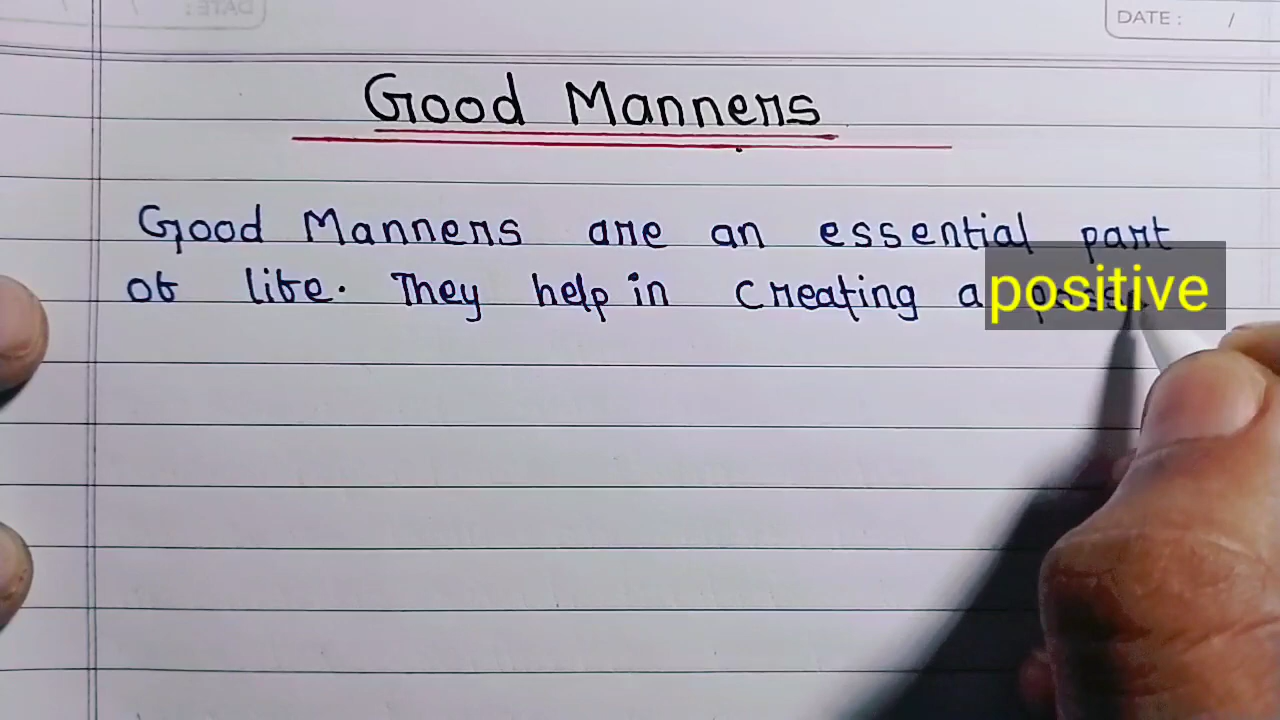 DATE: /
Good Manners
Good Manners are an essential part
of life. They help in Creating a positive